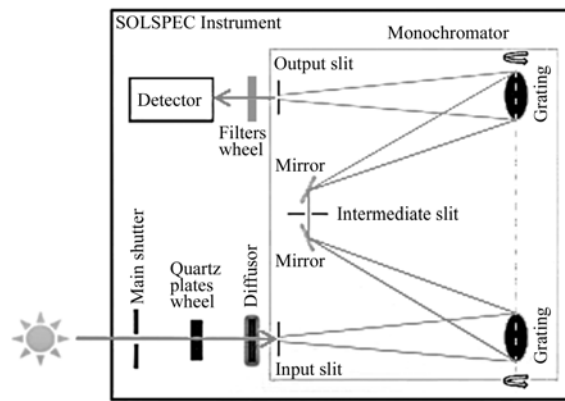 SOLSPEC Instrument
Monochromator
Output slit
Detector
Filters
wheel
Grating
Mirror
Intermediate slit
Mirror
Main shutter
Quartz
plates
wheel
Diffusor
Grating
Input slit